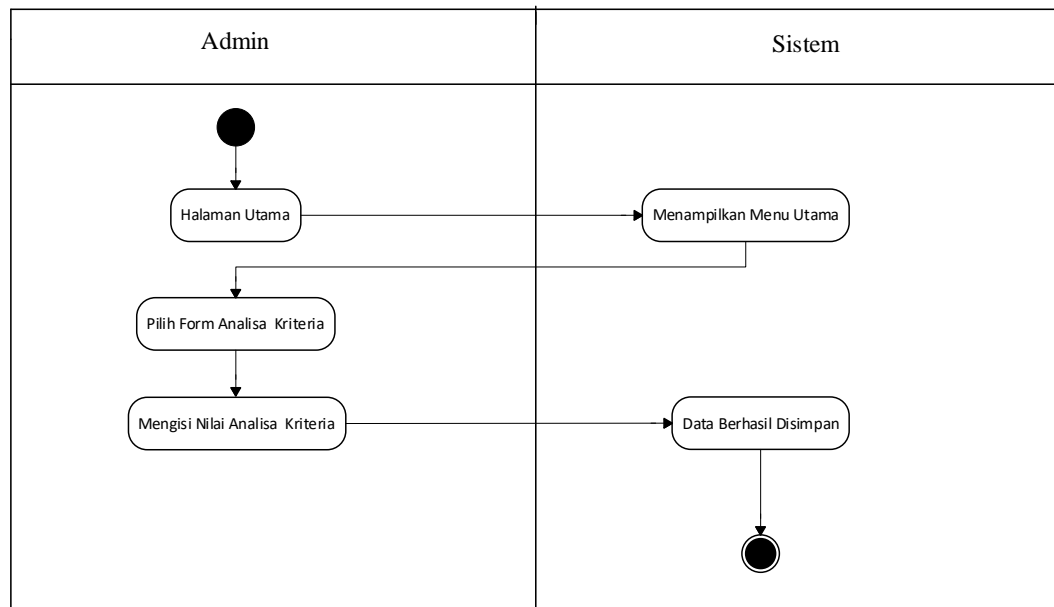 Admin
Sistem
Halaman Utama
Menampilkan Menu Utama
Pilih Form Analisa Kriteria
Mengisi Nilai Analisa Kriteria
Data Berhasil Disimpan